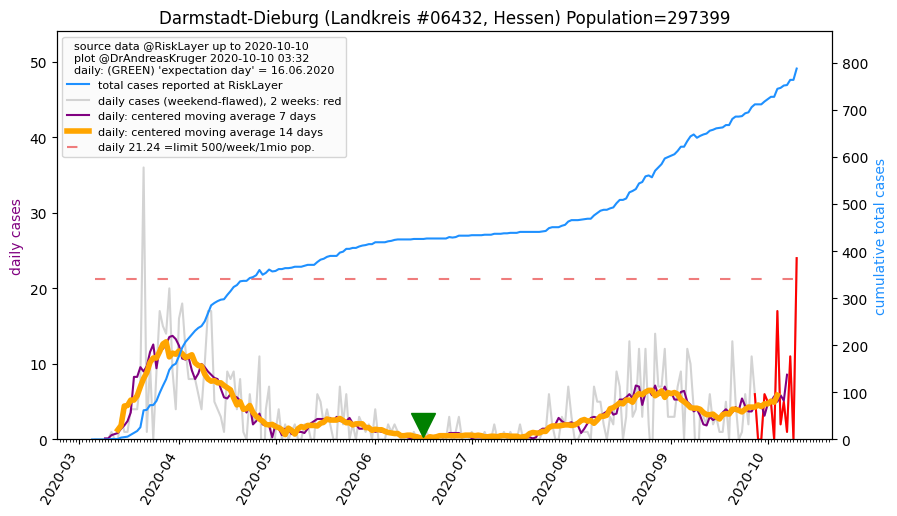 Darmstadt-Dieburg (Landkreis #06432, Hessen) Population=297399
source data @RiskLayer up to 2020-10-10
plot @DrAndreasKruger 2020-10-10 03:32
daily: (GREEN) 'expectation day' = 16.06.2020
total cases reported at RiskLayer
daily cases (weekend-flawed), 2 weeks: red
daily: centered moving average 7 days
daily: centered moving average 14 days
daily 21.24 =limit 500/week/1mio pop.
daily cases
50
40
30
20
10
0
cumulative total cases
800
700
600
500
400
300
200
100
0
2020-03
2020-04
2020-05
2020-06
2020-07
2020-08
2020-09
2020-10